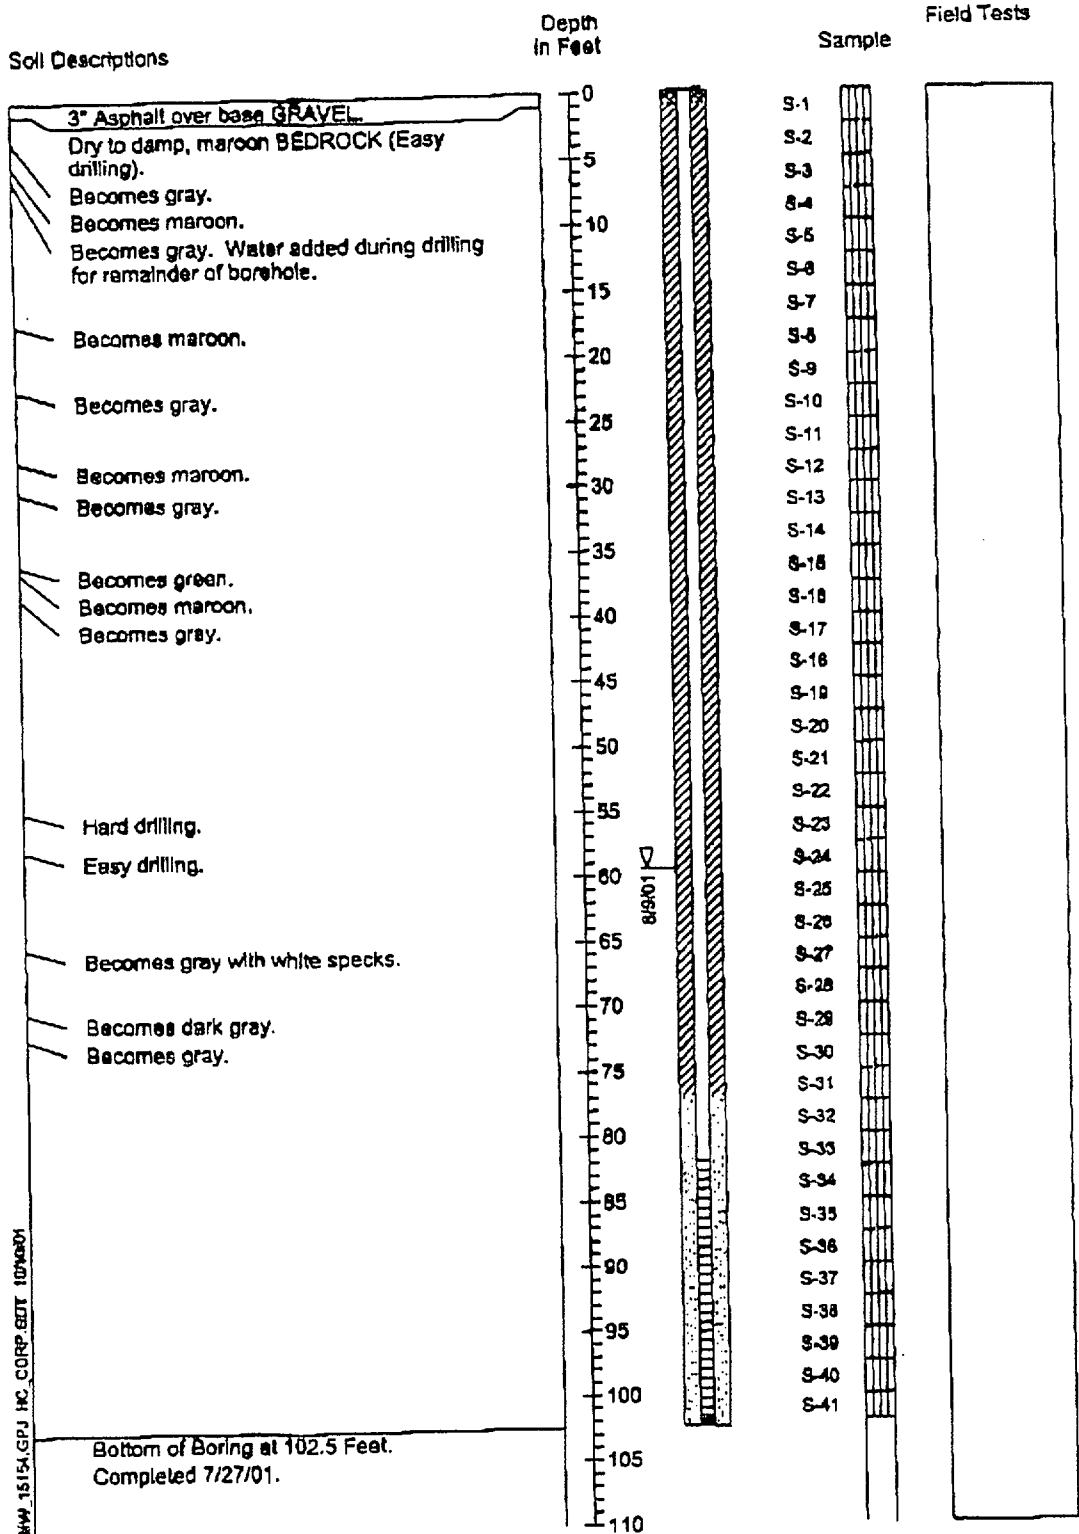 Depth
in Feet
Field Tests
Sample
Soil Descriptions
3" Asphalt over base GRAVEL.
Dry to damp, maroon BEDROCK (Easy
drilling).
Becomes gray.
Becomes maroon.
Becomes gray. Water added during drilling
for remainder of borehole.
Becomes maroon.
Becomes gray.
Becomes maroon.
Becomes gray.
Becomes green.
Becomes maroon.
Becomes gray.
Hard drilling.
Easy drilling.
Becomes gray with white specks.
Becomes dark gray.
Becomes gray.
Bottom of Boring at 102.5 Feet.
Completed 7/27/01.
0
5
10
15
20
25
30
35
40
45
50
55
60
65
70
75
80
85
90
95
100
105
110
8/9/01
S-1
S-2
S-3
S-4
S-5
S-6
S-7
S-8
S-9
S-10
S-11
S-12
S-13
S-14
S-15
S-16
S-17
S-18
S-19
S-20
S-21
S-22
S-23
S-24
S-25
S-26
S-27
S-28
S-29
S-30
S-31
S-32
S-33
S-34
S-35
S-36
S-37
S-38
S-39
S-40
S-41
15154.GPJ HC_CORP.GDT